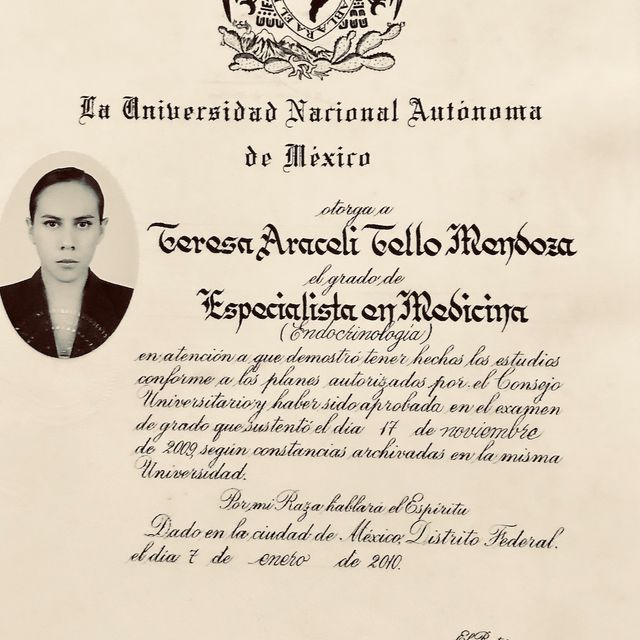 ABLARA EL
La Universidad Nacional Autónoma
de México
otorga a
Teresa Araceli Tello Mendoza
el grado de
Especialista en Medicina
(Endocrinología)
en atención a que demostró tener hechos los estudios
conforme a los planes autorizados por el Consejo
Universitario y haber sido aprobada en el examen
de grado que sustentó el día 17 de noviembre
de 2009, según constancias archivadas en la misma
Universidad.
Por mi Raza hablará el Espíritu
Dado en la ciudad de México, Distrito Federal.
el día 7 de enero de 2010.
El